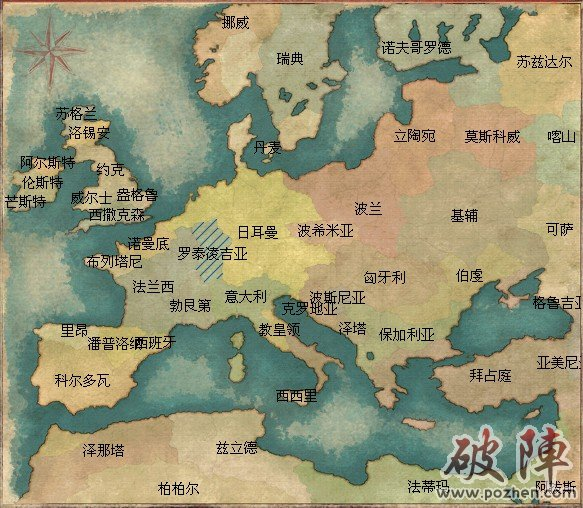 挪威
诺夫哥罗德
瑞典
苏兹达尔
苏格兰
洛锡安
丹麦
立陶宛
莫斯科威
喀山
阿尔斯特
约克
伦斯特
威尔士
盎格鲁
芒斯特
西撒克森
波兰
基辅
诺曼底
日耳曼
波希米亚
可萨
布列塔尼
罗泰凌吉亚
法兰西
匈牙利
伯虔
勃艮第
意大利
波斯尼亚
克罗地亚
格鲁吉亚
里昂
潘普洛纳
西班牙
教皇领
泽塔
保加利亚
亚美尼
科尔多瓦
西西里
拜占庭
泽那塔
兹立德
柏柏尔
法蒂玛
破陣
www.pozhen.com